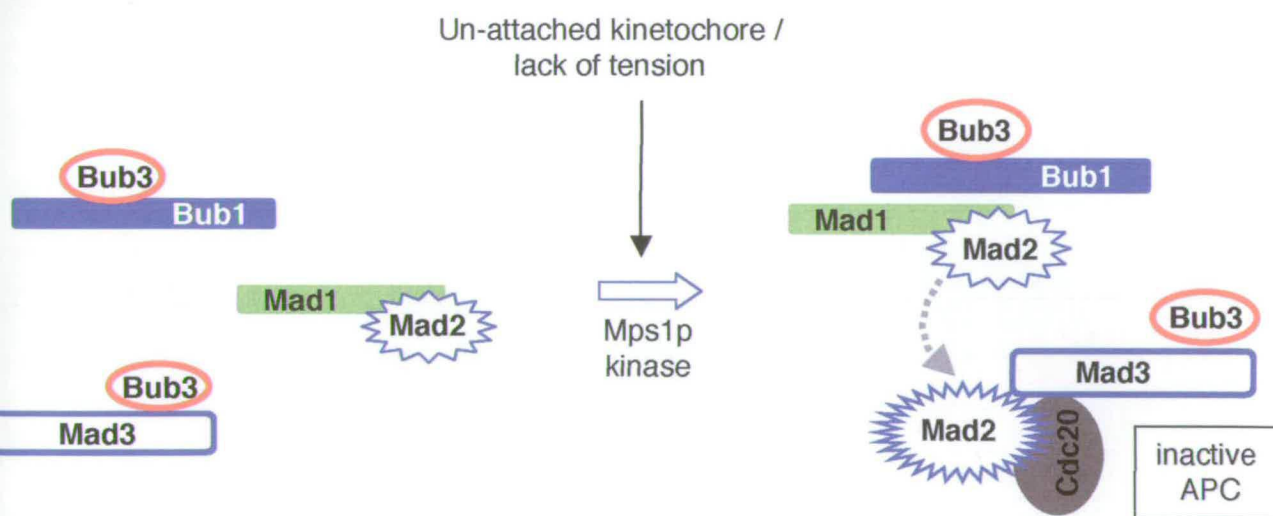 Un-attached kinetochore /
lack of tension
Bub3
Bub1
Mad1
Mad2
Bub3
Mad3
Mps1p
kinase
Bub3
Bub1
Mad1
Mad2
Bub3
Mad3
Mad2
Cdc20
inactive
APC